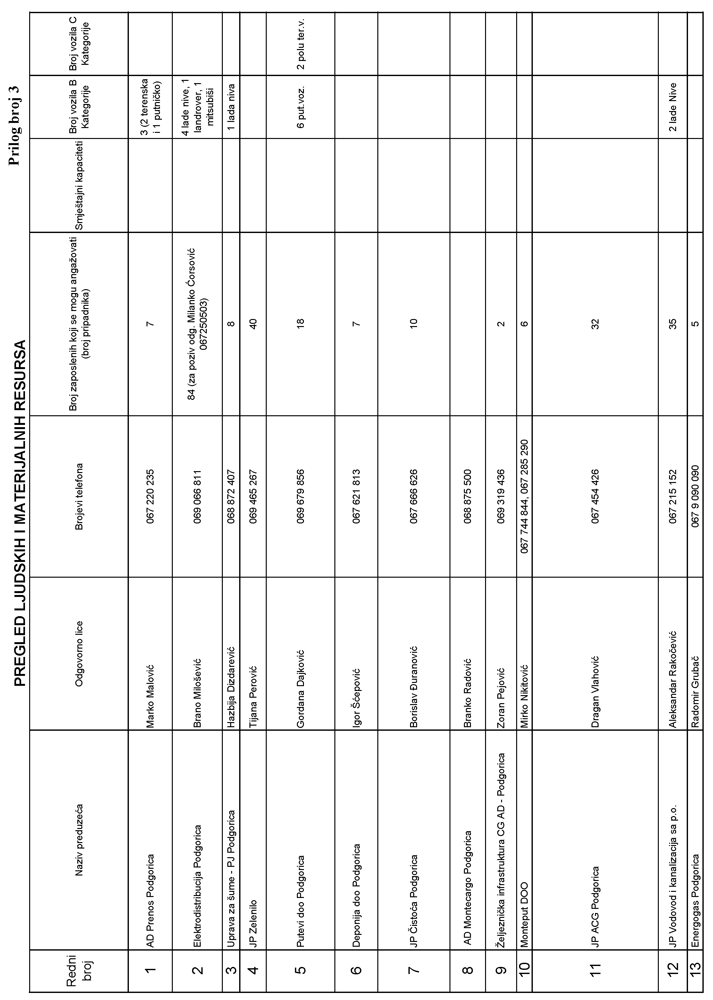 Prilog broj 3
PREGLED LJUDSKIH I MATERIJALNIH RESURSA
Redni
broj
Naziv preduzeća
Odgovorno lice
Brojevi telefona
Broj zaposlenih koji se mogu angažovati
(broj pripadnika)
Smještajni kapaciteti
Broj vozila B
Kategorije
Broj vozila C
Kategorije
1
AD Prenos Podgorica
Marko Malović
067 220 235
7
3 (2 terenska
i 1 putničko)
2
Elektrodistribucija Podgorica
Brano Milošević
069 066 811
84 (za poziv odg. Milanko Ćorsović
067250503)
4 lade nive, 1
landrover, 1
mitsubiši
3
Uprava za šume - PJ Podgorica
Hazbija Dizdarević
068 872 407
8
1 lada niva
4
JP Zelenilo
Tijana Perović
069 465 267
40
5
Putevi doo Podgorica
Gordana Dajković
069 679 856
18
6 put.voz.
2 polu ter.v.
6
Deponija doo Podgorica
Igor Šćepović
067 621 813
7
7
JP Čistoća Podgorica
Borislav Đuranović
067 666 626
10
8
AD Montecargo Podgorica
Branko Radović
068 875 500
9
Željeznička infrastruktura CG AD - Podgorica
Zoran Pejović
069 319 436
2
10
Monteput DOO
Mirko Nikitović
067 744 844, 067 285 290
6
11
JP ACG Podgorica
Dragan Vlahović
067 454 426
32
12
JP Vodovod i kanalizacija sa p.o.
Aleksandar Rakočević
067 215 152
35
2 lade Nive
13
Energogas Podgorica
Radomir Grubač
067 9 090 090
5